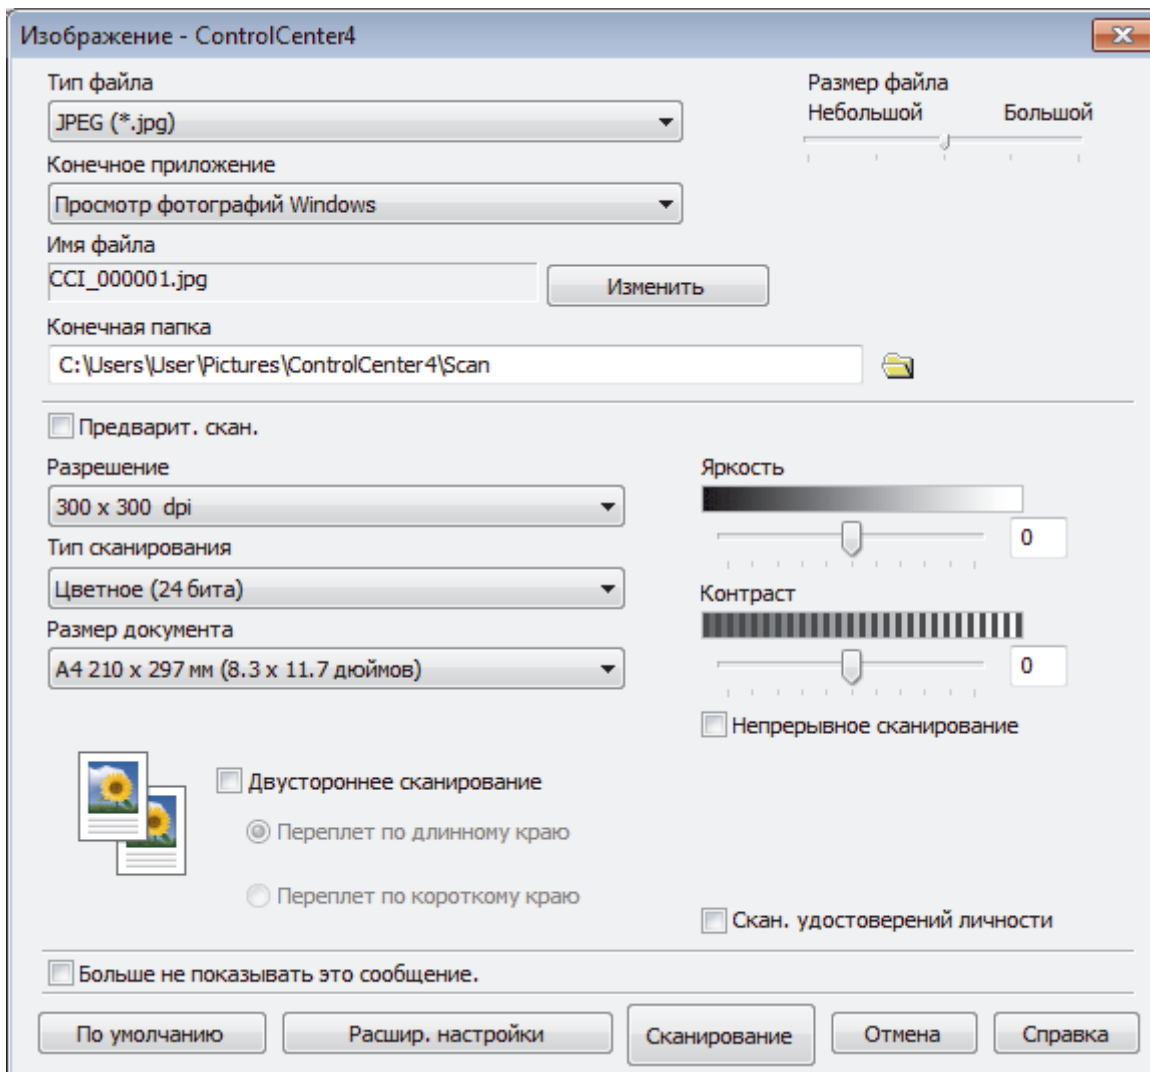 Изображение - ControlCenter4
Тип файла
JPEG (*.jpg)
Размер файла
Небольшой Большой
Конечное приложение
Просмотр фотографий Windows
Имя файла
CCI_000001.jpg
Изменить
Конечная папка
C:\Users\User\Pictures\ControlCenter4\Scan
Предварит. скан.
Разрешение
300 x 300 dpi
Тип сканирования
Цветное (24 бита)
Размер документа
A4 210 x 297 мм (8.3 x 11.7 дюймов)
Яркость
0
Контраст
0
Непрерывное сканирование
Двустороннее сканирование
Переплет по длинному краю
Переплет по короткому краю
Скан. удостоверений личности
Больше не показывать это сообщение.
По умолчанию Расшир. настройки Сканирование Отмена Справка